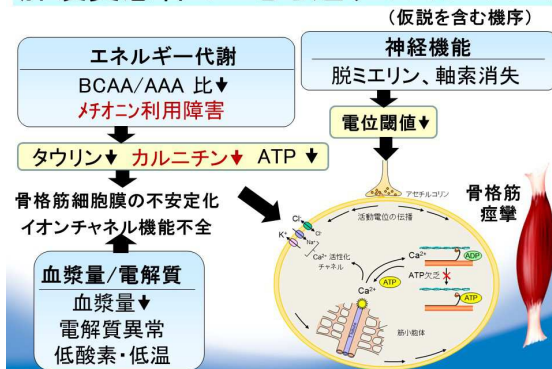 (仮説を含む機序)
エネルギー代謝
BCAA/AAA 比↓
メチオニン利用障害
神経機能
脱ミエリン、軸索消失
電位閾値↓
タウリン↓ カルニチン↓ ATP↓
骨格筋細胞膜の不安定化
イオンチャネル機能不全
血漿量/電解質
血漿量↓
電解質異常
低酸素・低温
アセチルコリン
活動電位の伝播
Cl-
Cl-
K+
Na+
Ca2+ 活性化
チャネル
Ca2+
ATP
Ca2+
ADP
ATP欠乏
ATP
筋小胞体
骨格筋
痙攣